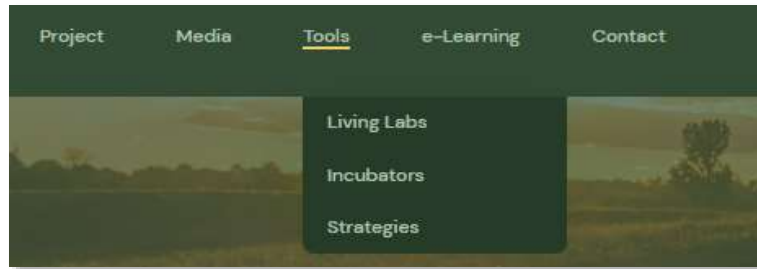 Project Media Tools e-Learning Contact
Living Labs
Incubators
Strategies